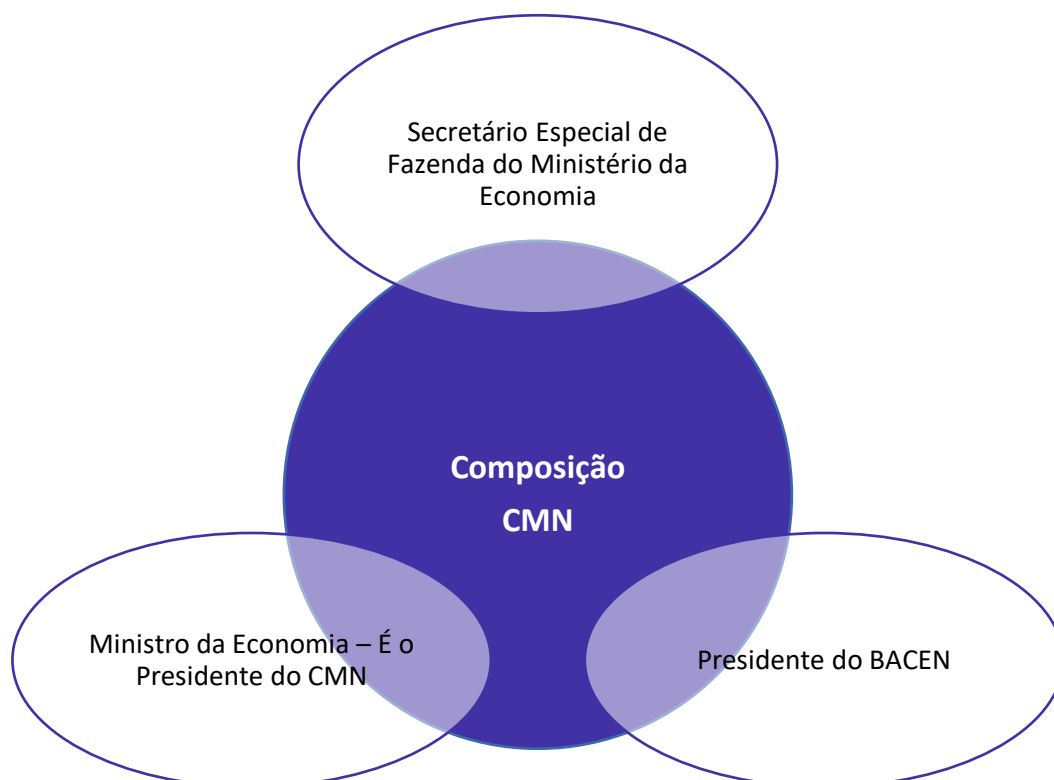 Secretário Especial de
Fazenda do Ministério da
Economia
Composição
CMN
Ministro da Economia – É o
Presidente do CMN
Presidente do BACEN